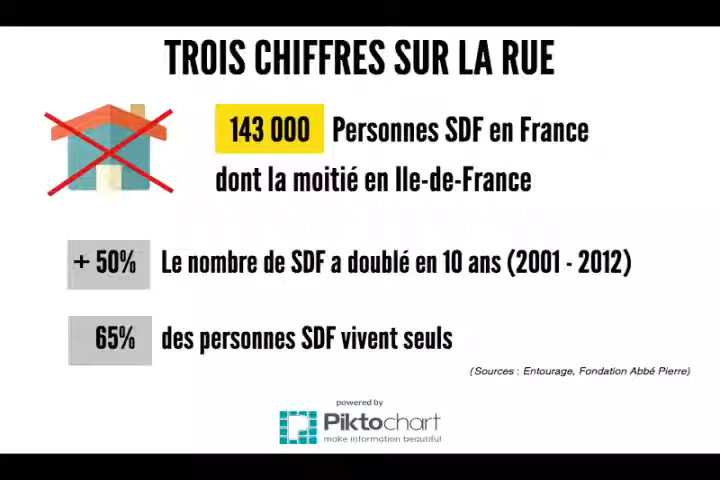 TROIS CHIFFRES SUR LA RUE
143 000 Personnes SDF en France
dont la moitié en Ile-de-France
+ 50% Le nombre de SDF a doublé en 10 ans (2001 - 2012)
65% des personnes SDF vivent seuls
(Sources : Entourage, Fondation Abbé Pierre)
powered by
Piktochart
make information beautiful